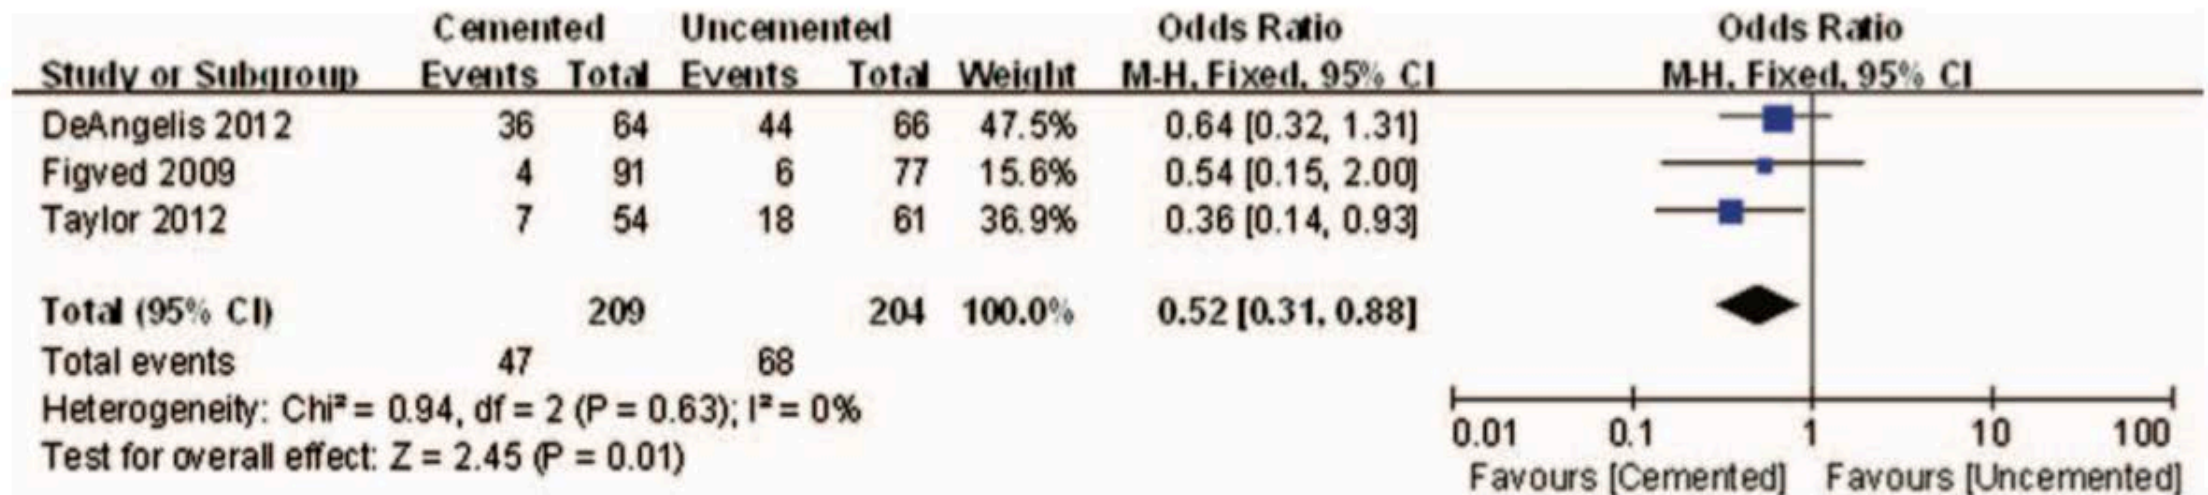 Cemented Uncemented Odds Ratio Odds Ratio
Study or Subgroup Events Total Events Total Weight M-H, Fixed, 95% CI M-H, Fixed, 95% CI
DeAngelis 2012 36 64 44 66 47.5% 0.64 [0.32, 1.31]
Figved 2009 4 91 6 77 15.6% 0.54 [0.15, 2.00]
Taylor 2012 7 54 18 61 36.9% 0.36 [0.14, 0.93]
Total (95% CI) 209 204 100.0% 0.52 [0.31, 0.88]
Total events 47 68
Heterogeneity: Chi² = 0.94, df = 2 (P = 0.63); I² = 0%
Test for overall effect: Z = 2.45 (P = 0.01)
0.01 0.1 1 10 100
Favours [Cemented] Favours [Uncemented]